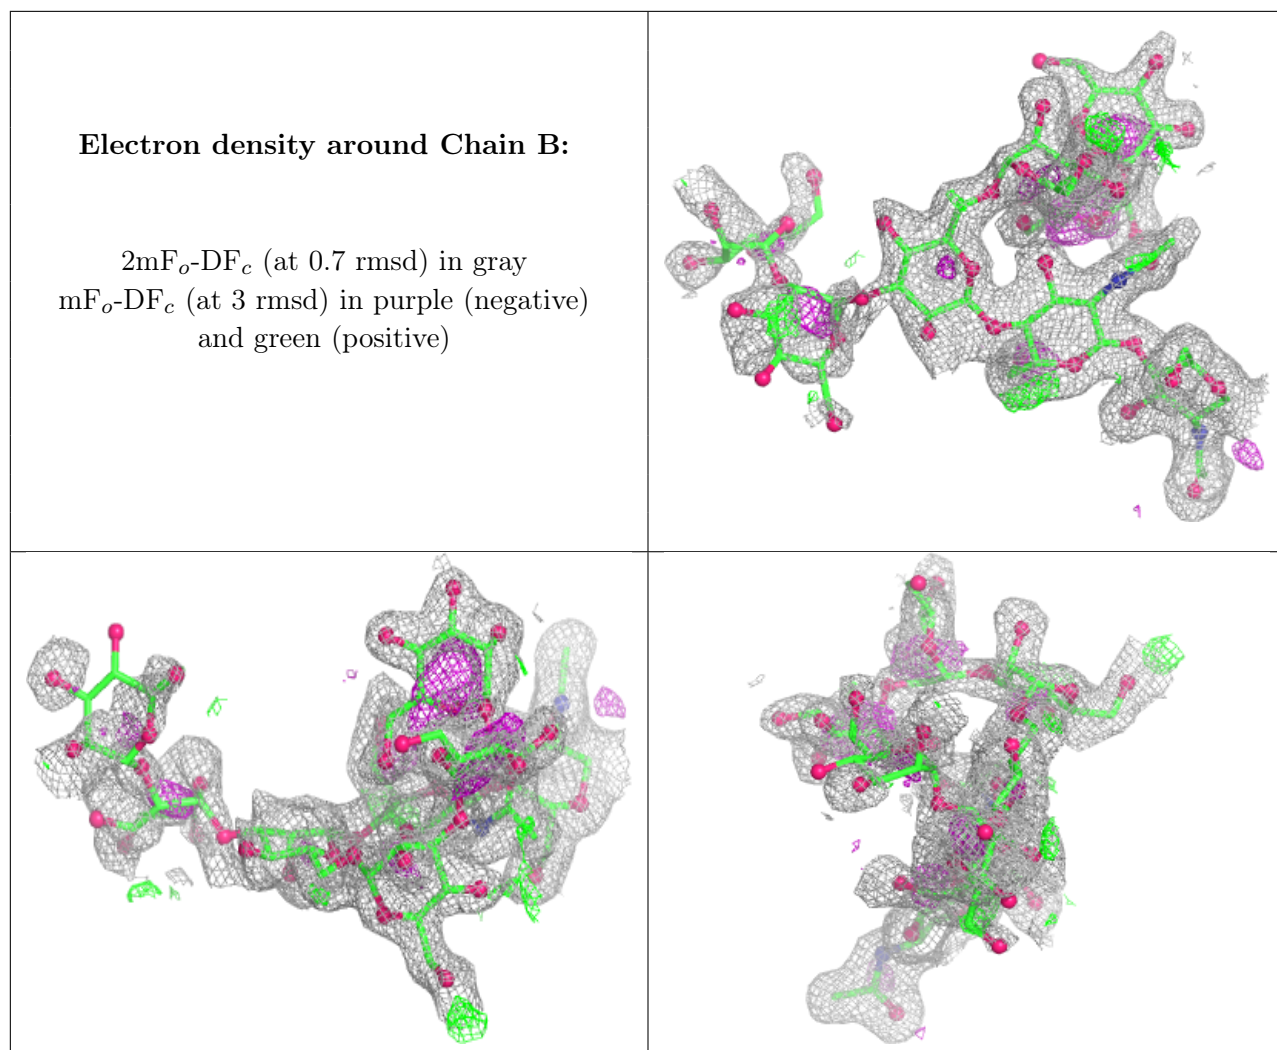 Electron density around Chain B:
2mFₒ-DF𝒸 (at 0.7 rmsd) in gray
mFₒ-DF𝒸 (at 3 rmsd) in purple (negative)
and green (positive)